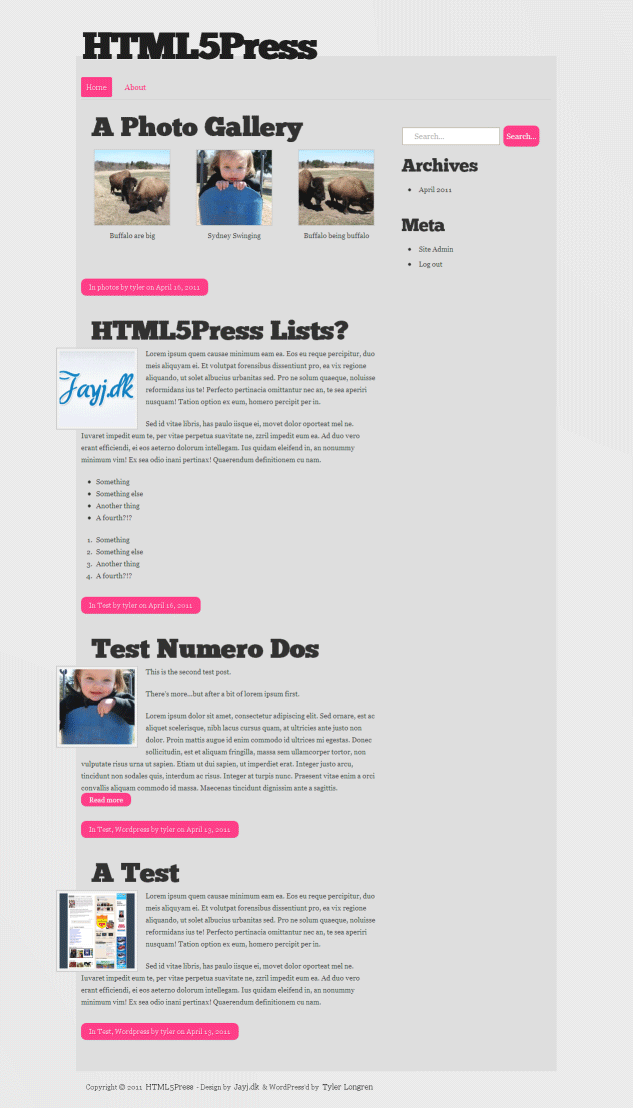 HTML5Press
Home About
A Photo Gallery
Search... Search...
Buffalo are big Sydney Swinging Buffalo being buffalo
Archives
April 2011
Meta
Site Admin
Log out
In photos by tyler on April 16, 2011
HTML5Press Lists?
Jayj.dk
Lorem ipsum quem causae minimum eam ea. Eos eu reque percipitur, duo
meis aliquyam ei. Et volutpat forensibus dissentiunt pro, ea vix regione
aliquando, ut solet albucius urbanitas sed. Pro ne solum quaeque, noluisse
reformidans ius te! Perfecto pertinacia omittantur nec an, te sea aperiri
nusquam! Tation option ex eum, homero percipit per in.
Sed id vitae libris, has paulo iisque ei, movet dolor oporteat mel ne.
Iuvaret impedit eum te, per vitae perpetua suavitate ne, zzril impedit eum ea. Ad duo vero
erant efficiendi, ei eos aeterno dolorum intellegam. Ius quidam eleifend in, an nonummy
minimum vim! Ex sea odio inani pertinax! Quaerendum definitionem cu nam.
Something
Something else
Another thing
A fourth?!?
1. Something
2. Something else
3. Another thing
4. A fourth?!?
In Test by tyler on April 16, 2011
Test Numero Dos
This is the second test post.
There's more...but after a bit of lorem ipsum first.
Lorem ipsum dolor sit amet, consectetur adipiscing elit. Sed ornare, est ac
aliquet scelerisque, nibh lacus cursus quam, at ultricies ante justo non
dolor. Proin mattis augue id enim commodo id ultrices mi egestas. Donec
sollicitudin, est et aliquam fringilla, massa sem ullamcorper tortor, non
vulputate risus urna ut sapien. Etiam ut dui sapien, ut imperdiet erat. Integer justo arcu,
tincidunt non sodales quis, interdum ac risus. Integer at turpis nunc. Praesent vitae enim a orci
convallis aliquam commodo id massa. Maecenas tincidunt dignissim ante a sagittis.
Read more
In Test, Wordpress by tyler on April 15, 2011
A Test
Lorem ipsum quem causae minimum eam ea. Eos eu reque percipitur, duo
meis aliquyam ei. Et volutpat forensibus dissentiunt pro, ea vix regione
aliquando, ut solet albucius urbanitas sed. Pro ne solum quaeque, noluisse
reformidans ius te! Perfecto pertinacia omittantur nec an, te sea aperiri
nusquam! Tation option ex eum, homero percipit per in.
Sed id vitae libris, has paulo iisque ei, movet dolor oporteat mel ne.
Iuvaret impedit eum te, per vitae perpetua suavitate ne, zzril impedit eum ea. Ad duo vero
erant efficiendi, ei eos aeterno dolorum intellegam. Ius quidam eleifend in, an nonummy
minimum vim! Ex sea odio inani pertinax! Quaerendum definitionem cu nam.
In Test, Wordpress by tyler on April 15, 2011
Copyright © 2011 HTML5Press - Design by Jayj.dk & WordPress'd by Tyler Longren